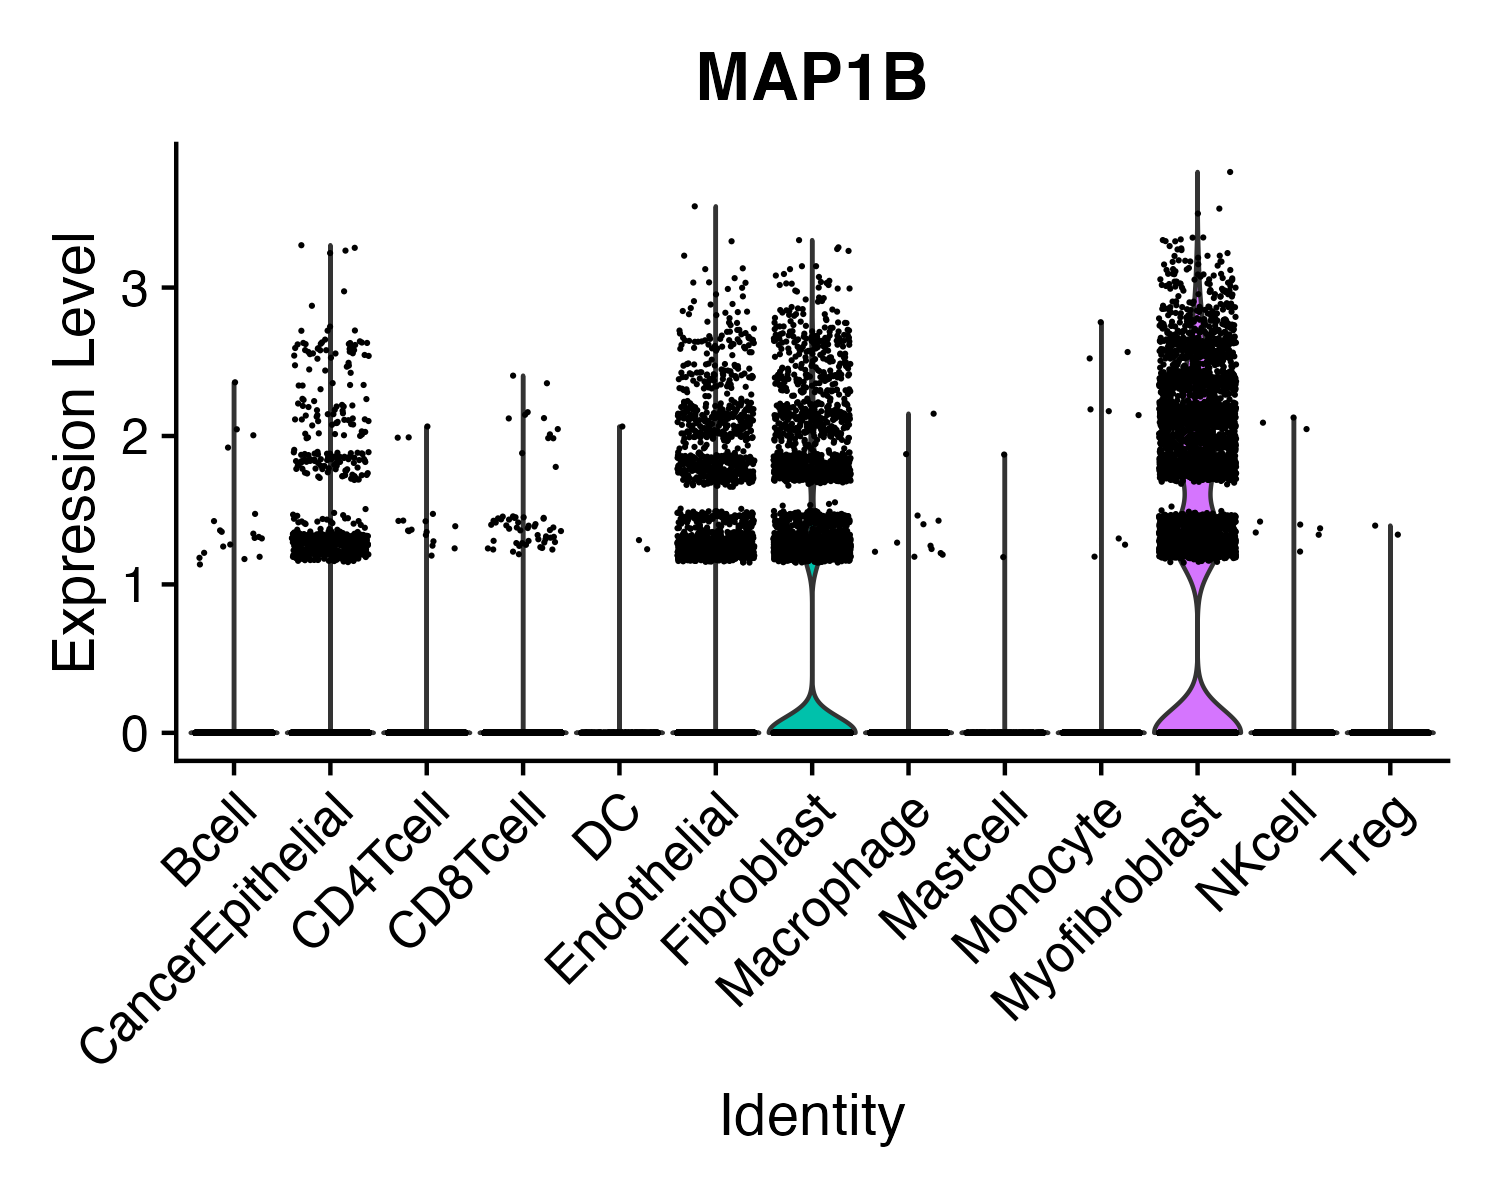 MAP1B
Expression Level
3
2
1
0
Bcell
CancerEpithelial
CD4Tcell
CD8Tcell
DC
Endothelial
Fibroblast
Macrophage
Mastcell
Monocyte
Myofibroblast
NKcell
Treg
Identity